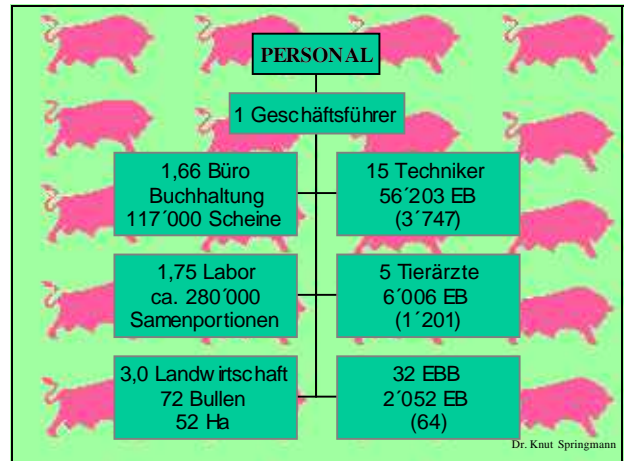 PERSONAL
1 Geschäftsführer
1,66 Büro
Buchhaltung
117´000 Scheine
15 Techniker
56´203 EB
(3´747)
1,75 Labor
ca. 280´000
Samenportionen
5 Tierärzte
6´006 EB
(1´201)
3,0 Landwirtschaft
72 Bullen
52 Ha
32 EBB
2´052 EB
(64)
Dr. Knut Springmann